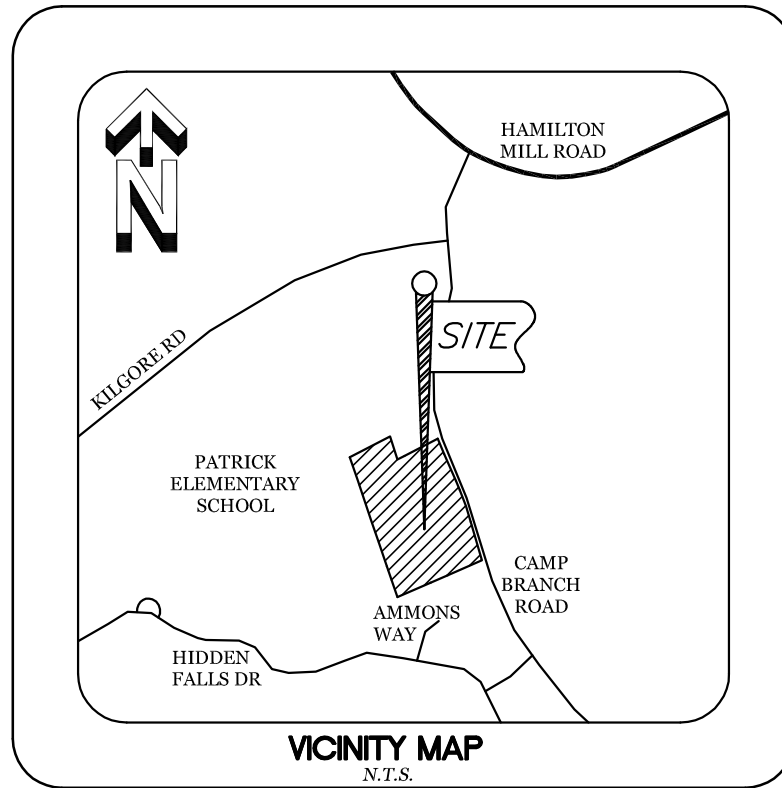 HAMILTON
MILL ROAD
N
SITE
KILGORE RD
PATRICK
ELEMENTARY
SCHOOL
CAMP
BRANCH
ROAD
AMMONS
WAY
HIDDEN
FALLS DR
VICINITY MAP
N.T.S.